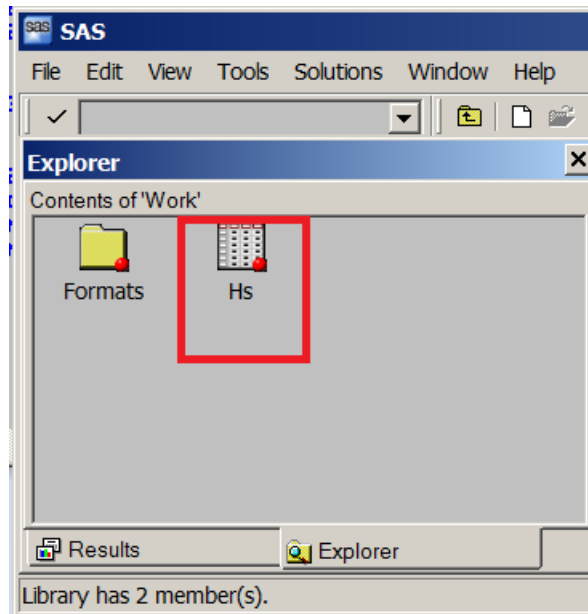 sas SAS
File Edit View Tools Solutions Window Help
Explorer
Contents of 'Work'
Formats Hs
Results Explorer
Library has 2 member(s).